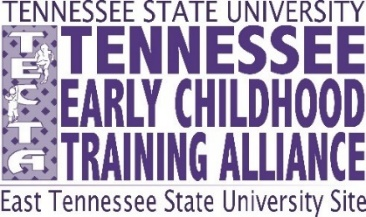 TENNESSEE STATE UNIVERSITY
TECTA
TENNESSEE
EARLY CHILDHOOD
TRAINING ALLIANCE
East Tennessee State University Site